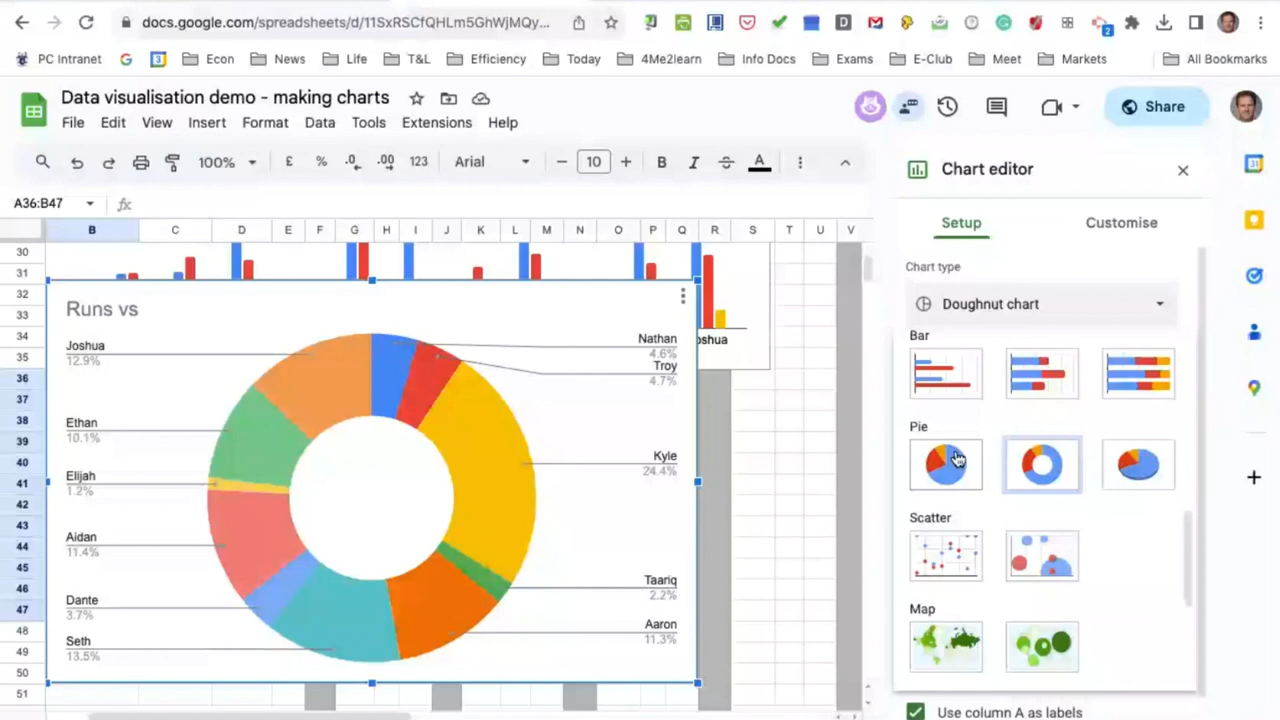 docs.google.com/spreadsheets/d/11SxRSCfQHLm5GhWjMQy...
PC Intranet Econ News Life T&L Efficiency Today 4Me2learn Info Docs Exams E-Club Meet Markets All Bookmarks
Data visualisation demo - making charts
Share
File Edit View Insert Format Data Tools Extensions Help
100% £ % .0 .00 123 Arial 10 B I A
A36:B47 fx
B C D E F G H I J K L M N O P Q R S T U V
30
31
32
33
34
35
36
37
38
39
40
41
42
43
44
45
46
47
48
49
50
51
Runs vs
Joshua
12.9%
Ethan
10.1%
Elijah
1.2%
Aidan
11.4%
Dante
3.7%
Seth
13.5%
Nathan
4.6%
Troy
4.7%
Kyle
24.4%
Taariq
2.2%
Aaron
11.3%
oshua
Chart editor
Setup Customise
Chart type
Doughnut chart
Bar
Pie
Scatter
Map
Use column A as labels